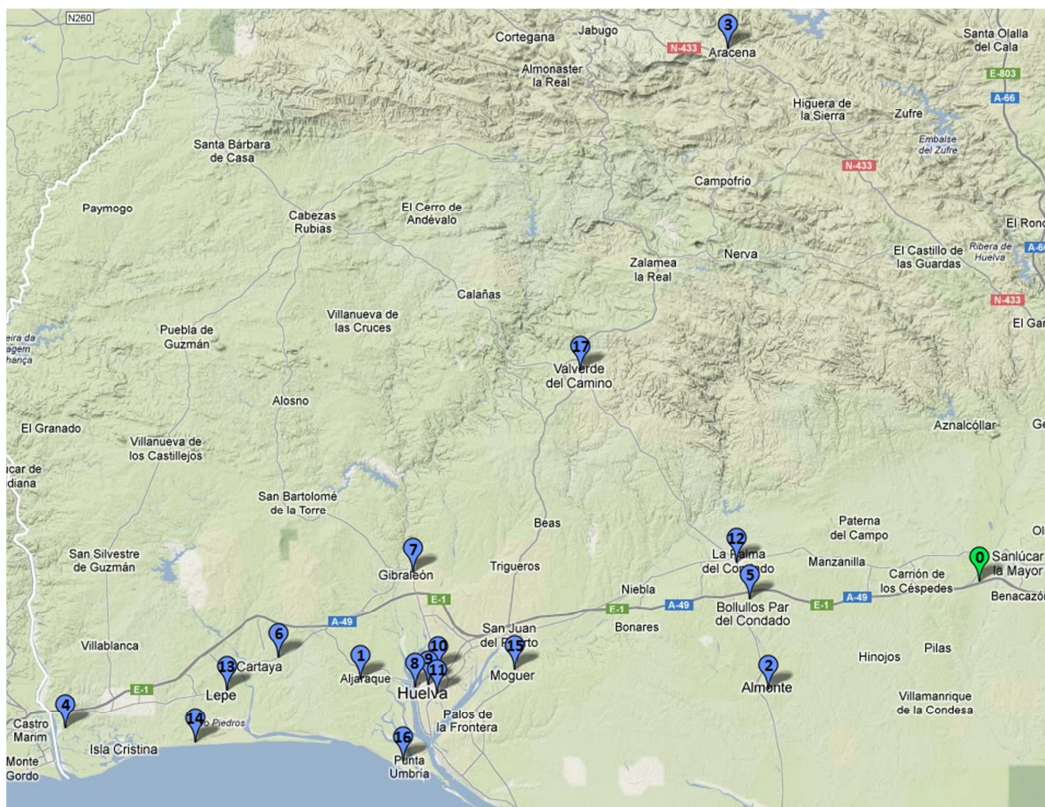 N260
3
Cortegana
Jabugo
N-433
Aracena
Santa Olalla
del Cala
Almonaster
la Real
E-803
A-66
Higuera de
la Sierra
Zufre
Embalse
del Zufre
Santa Bárbara
de Casa
N-433
Campofrio
Paymogo
Cabezas
Rubias
El Cerro de
Andévalo
El Castillo de
las Guardas
Ribera de
Huelva
Nerva
Zalamea
la Real
Calañas
N-433
Villanueva de
las Cruces
Puebla de
Guzmán
17
Valverde
del Camino
Alosno
El Granado
Villanueva de
los Castillejos
Aznalcóllar
San Bartolomé
de la Torre
Beas
Paterna
del Campo
12
La Palma
del Condado
7
Gibraleón
San Silvestre
de Guzmán
Trigueros
Manzanilla
0
Sanlúcar
la Mayor
5
Niebla
Carrión de
los Céspedes
Benacazón
E-1
E-1
A-49
Bollullos Par
del Condado
E-1
A-49
A-49
Bonares
San Juan
del Puerto
6
Cartaya
Villablanca
1
Aljaraque
10
15
Moguer
8
9
11
Huelva
2
Almonte
Hinojos
Pilas
13
Lepe
E-1
Villamanrique
de la Condesa
4
Castro
Marim
14
Palos de
la Frontera
Isla Cristina
16
Punta
Umbría
Monte
Gordo